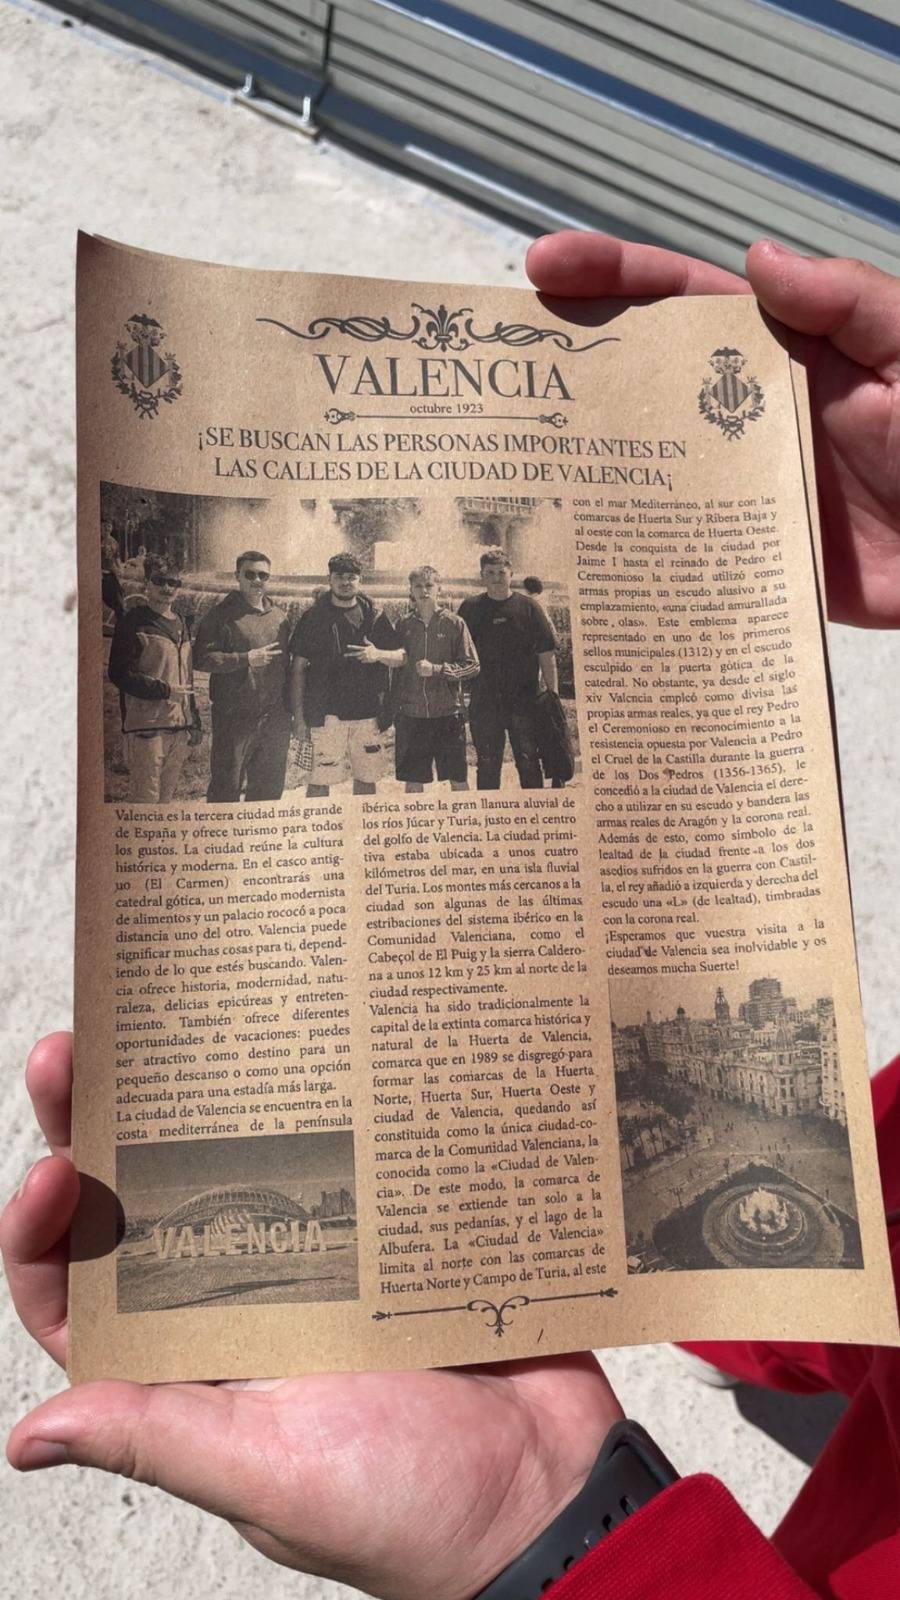 VALENCIA
octubre 1923
¡SE BUSCAN LAS PERSONAS IMPORTANTES EN
LAS CALLES DE LA CIUDAD DE VALENCIA¡
Valencia es la tercera ciudad más grande
de España y ofrece turismo para todos
los gustos. La ciudad reúne la cultura
histórica y moderna. En el casco antig-
uo (El Carmen) encontrarás una
catedral gótica, un mercado modernista
de alimentos y un palacio rococó a poca
distancia uno del otro. Valencia puede
significar muchas cosas para ti, depend-
iendo de lo que estés buscando. Valen-
cia ofrece historia, modernidad, natu-
raleza, delicias epicúreas y entreten-
imiento. También ofrece diferentes
oportunidades de vacaciones: puedes
ser atractivo como destino para un
pequeño descanso o como una opción
adecuada para una estadía más larga.
La ciudad de Valencia se encuentra en la
costa mediterránea de la península
ibérica sobre la gran llanura aluvial de
los ríos Júcar y Turia, justo en el centro
del golfo de Valencia. La ciudad primi-
tiva estaba ubicada a unos cuatro
kilómetros del mar, en una isla fluvial
del Turia. Los montes más cercanos a la
ciudad son algunas de las últimas
estribaciones del sistema ibérico en la
Comunidad Valenciana, como el
Cabeçol de El Puig y la sierra Caldero-
na a unos 12 km y 25 km al norte de la
ciudad respectivamente.
Valencia ha sido tradicionalmente la
capital de la extinta comarca histórica y
natural de la Huerta de Valencia,
comarca que en 1989 se disgregó para
formar las comarcas de la Huerta
Norte, Huerta Sur, Huerta Oeste y
ciudad de Valencia, quedando así
constituida como la única ciudad-co-
marca de la Comunidad Valenciana, la
conocida como la «Ciudad de Valen-
cia». De este modo, la comarca de
Valencia se extiende tan solo a la
ciudad, sus pedanías, y el lago de la
Albufera. La «Ciudad de Valencia»
limita al norte con las comarcas de
Huerta Norte y Campo de Turia, al este
con el mar Mediterráneo, al sur con las
comarcas de Huerta Sur y Ribera Baja y
al oeste con la comarca de Huerta Oeste.
Desde la conquista de la ciudad por
Jaime I hasta el reinado de Pedro el
Ceremonioso la ciudad utilizó como
armas propias un escudo alusivo a su
emplazamiento, «una ciudad amurallada
sobre olas». Este emblema aparece
representado en uno de los primeros
sellos municipales (1312) y en el escudo
esculpido en la puerta gótica de la
catedral. No obstante, ya desde el siglo
xiv Valencia empleó como divisa las
propias armas reales, ya que el rey Pedro
el Ceremonioso en reconocimiento a la
resistencia opuesta por Valencia a Pedro
el Cruel de la Castilla durante la guerra
de los Dos Pedros (1356-1365), le
concedió a la ciudad de Valencia el dere-
cho a utilizar en su escudo y bandera las
armas reales de Aragón y la corona real.
Además de esto, como símbolo de la
lealtad de la ciudad frente a los dos
asedios sufridos en la guerra con Castil-
la, el rey añadió a izquierda y derecha del
escudo una «L» (de lealtad), timbradas
con la corona real.
¡Esperamos que vuestra visita a la
ciudad de Valencia sea inolvidable y os
deseamos mucha Suerte!
VALENCIA